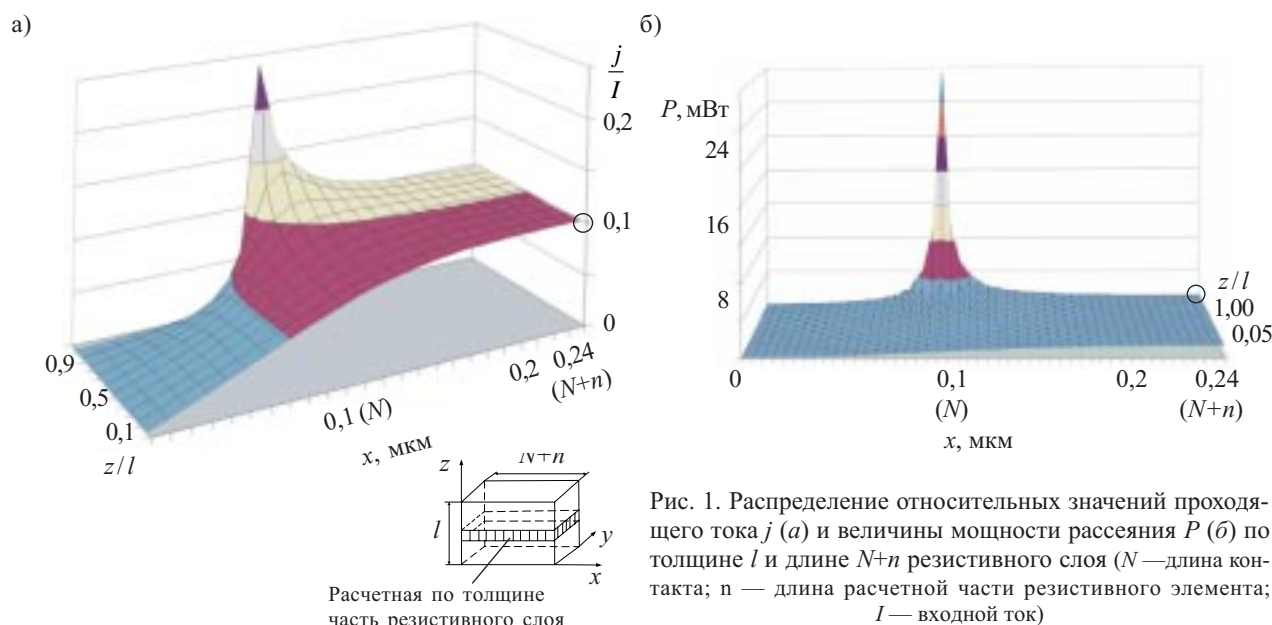 а)
j
I
0,2
0,1
0
0,9
0,5
0,1
z/l
0,1 (N)
0,2 0,24
(N+n)
x, мкм
z
N+n
l
y
x
Расчетная по толщине
часть резистивного слоя
б)
P, мВт
24
16
8
z/l
1,00
0,05
0 0,1 0,2 0,24
(N) (N+n)
x, мкм
Рис. 1. Распределение относительных значений проходя-
щего тока j (а) и величины мощности рассеяния P (б) по
толщине l и длине N+n резистивного слоя (N —длина кон-
такта; n — длина расчетной части резистивного элемента;
I — входной ток)